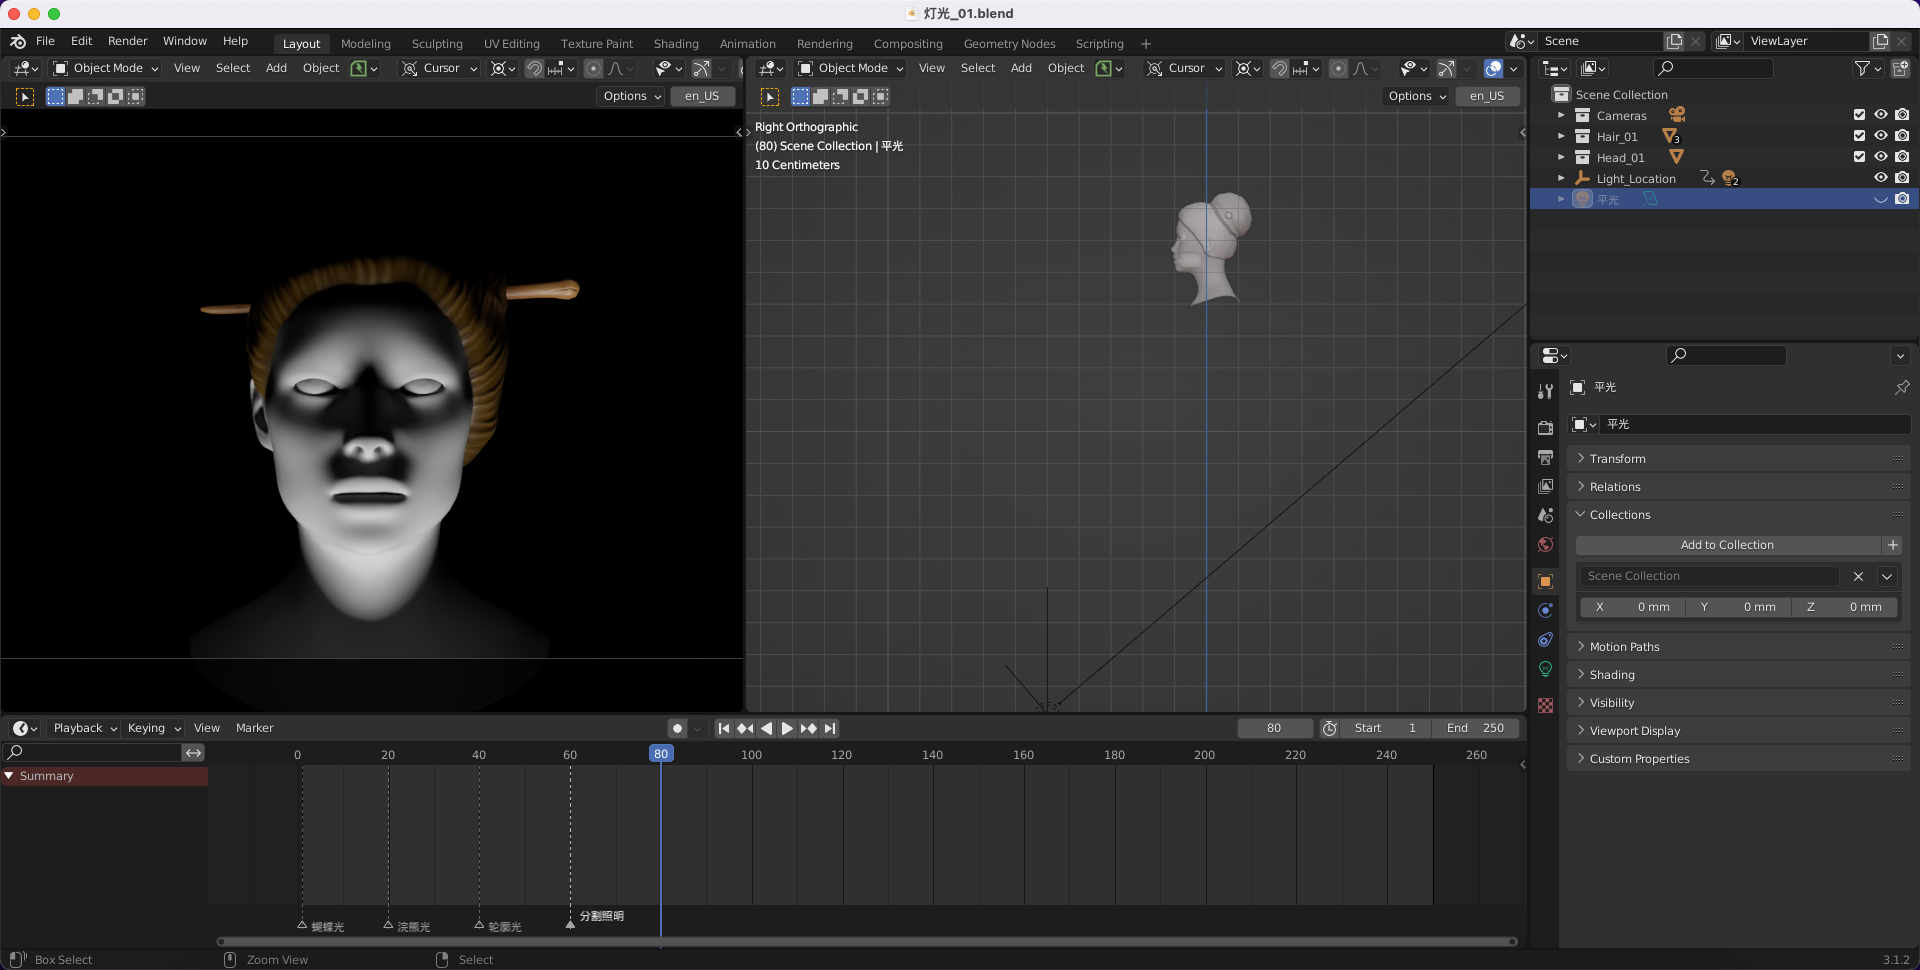 灯光_01.blend
File Edit Render Window Help Layout Modeling Sculpting UV Editing Texture Paint Shading Animation Rendering Compositing Geometry Nodes Scripting + Scene ViewLayer
Object Mode View Select Add Object Cursor
Options en_US
Object Mode View Select Add Object Cursor
Options en_US
Right Orthographic
(80) Scene Collection | 平光
10 Centimeters
Scene Collection
Cameras
Hair_01 3
Head_01
Light_Location 2
平光
平光
平光
Transform
Relations
Collections
Add to Collection +
Scene Collection
X 0 mm Y 0 mm Z 0 mm
Motion Paths
Shading
Visibility
Viewport Display
Custom Properties
Playback Keying View Marker 80 Start 1 End 250
0 20 40 60 80 100 120 140 160 180 200 220 240 260
Summary
分割照明
蝴蝶光 浣熊光 轮廓光
Box Select Zoom View Select 3.1.2